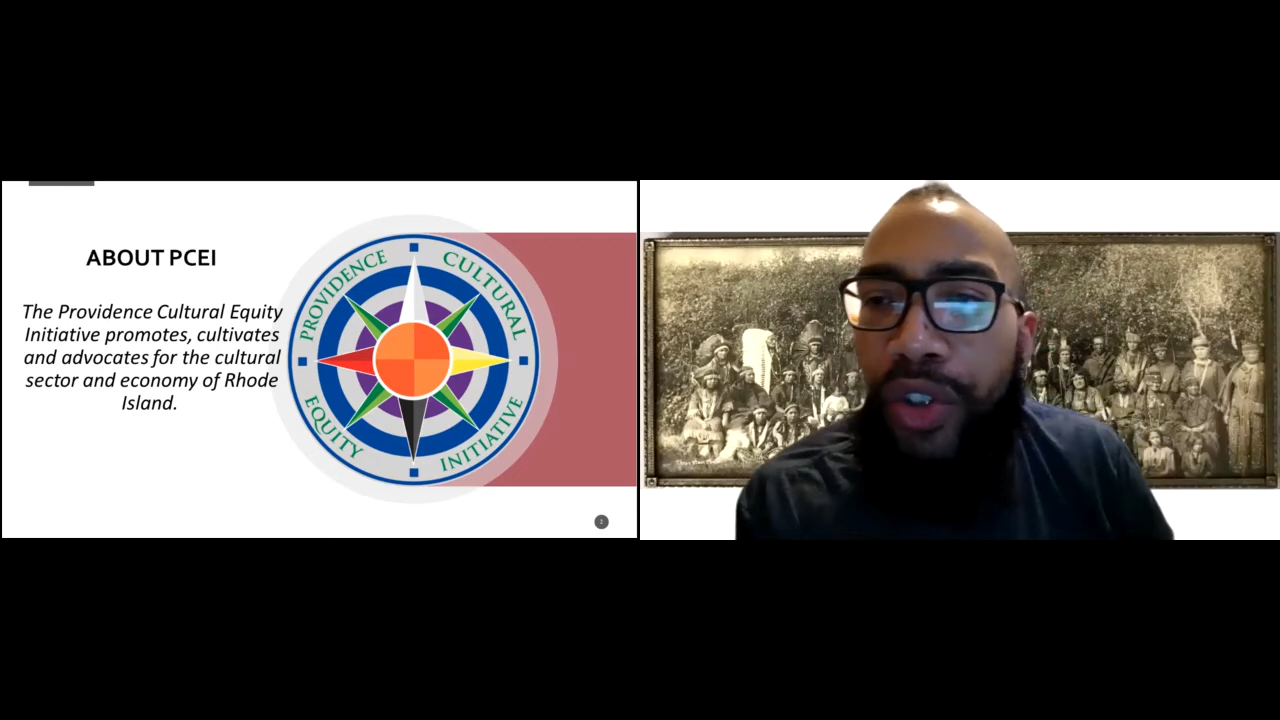 ABOUT PCEI
The Providence Cultural Equity
Initiative promotes, cultivates
and advocates for the cultural
sector and economy of Rhode
Island.
PROVIDENCE
CULTURAL
EQUITY
INITIATIVE